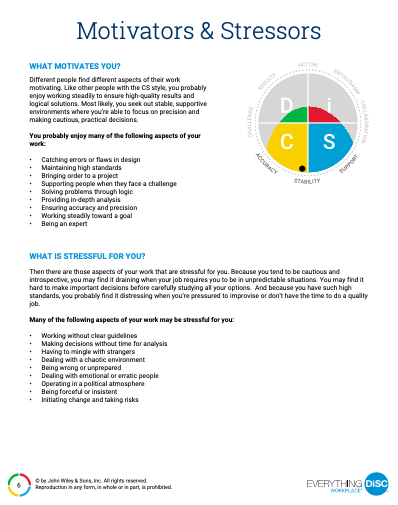 Motivators & Stressors
WHAT MOTIVATES YOU?
Different people find different aspects of their work
motivating. Like other people with the CS style, you probably
enjoy working steadily to ensure high-quality results and
logical solutions. Most likely, you seek out stable, supportive
environments where you're able to focus on precision and
making cautious, practical decisions.
You probably enjoy many of the following aspects of your
work:
• Catching errors or flaws in design
• Maintaining high standards
• Bringing order to a project
• Supporting people when they face a challenge
• Solving problems through logic
• Providing in-depth analysis
• Ensuring accuracy and precision
• Working steadily toward a goal
• Being an expert
ACTION
RESULTS
ENTHUSIASM
CHALLENGE
COLLABORATION
D i
C S
ACCURACY
SUPPORT
STABILITY
WHAT IS STRESSFUL FOR YOU?
Then there are those aspects of your work that are stressful for you. Because you tend to be cautious and
introspective, you may find it draining when your job requires you to be in unpredictable situations. You may find it
hard to make important decisions before carefully studying all your options. And because you have such high
standards, you probably find it distressing when you're pressured to improvise or don't have the time to do a quality
job.
Many of the following aspects of your work may be stressful for you:
• Working without clear guidelines
• Making decisions without time for analysis
• Having to mingle with strangers
• Dealing with a chaotic environment
• Being wrong or unprepared
• Dealing with emotional or erratic people
• Operating in a political atmosphere
• Being forceful or insistent
• Initiating change and taking risks
6
© by John Wiley & Sons, Inc. All rights reserved.
Reproduction in any form, in whole or in part, is prohibited.
EVERYTHING DiSC
WORKPLACE®